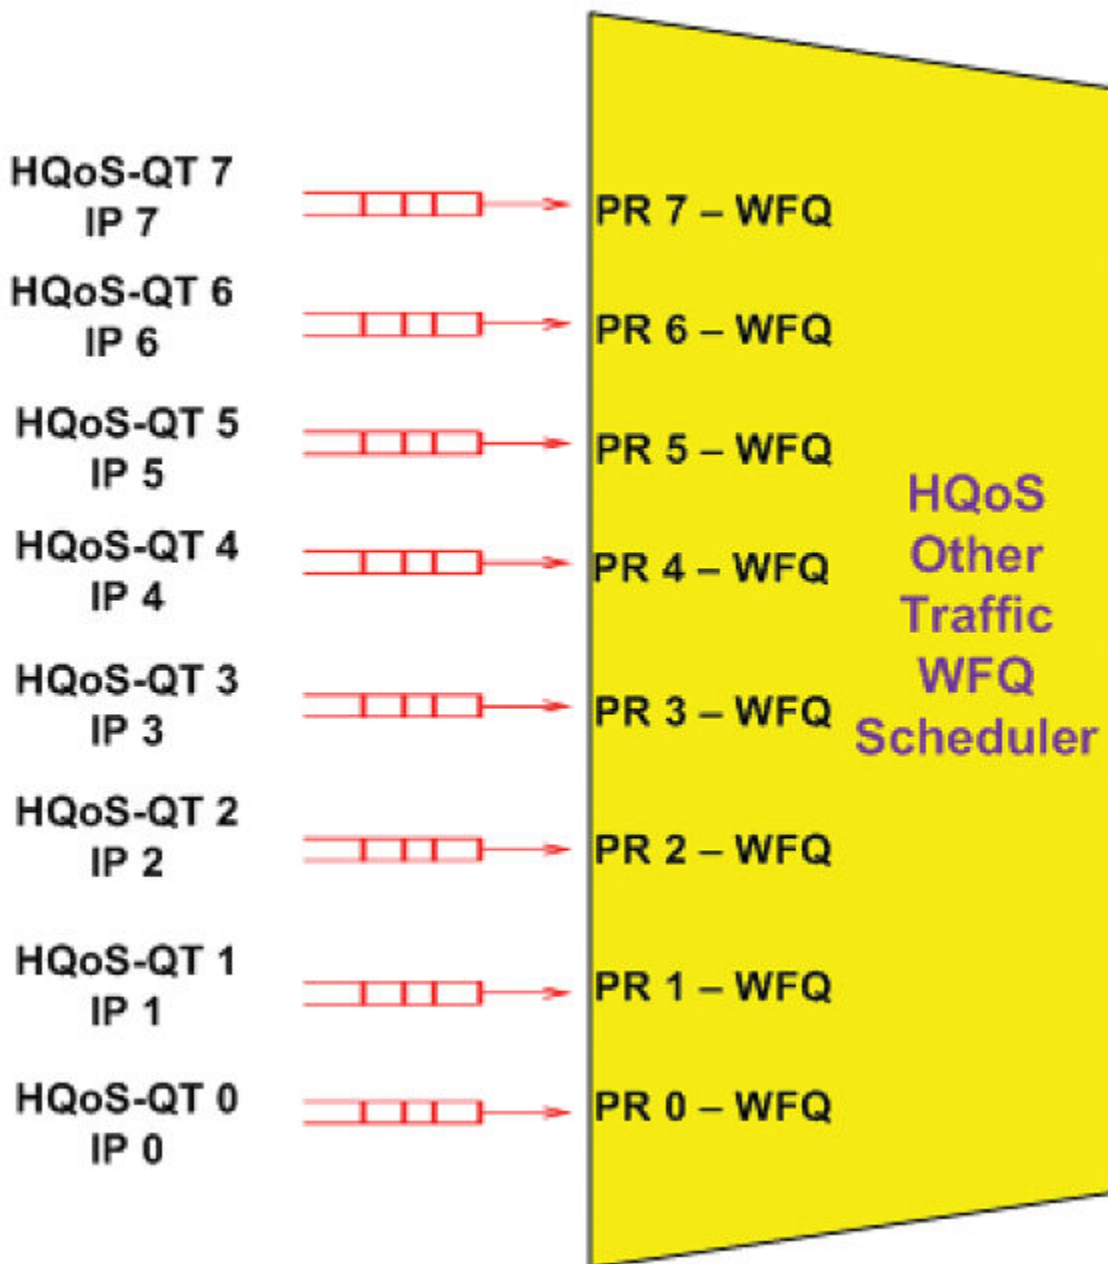 HQoS-QT 7
IP 7
PR 7 – WFQ
HQoS-QT 6
IP 6
PR 6 – WFQ
HQoS-QT 5
IP 5
PR 5 – WFQ
HQoS-QT 4
IP 4
PR 4 – WFQ
HQoS-QT 3
IP 3
PR 3 – WFQ
HQoS-QT 2
IP 2
PR 2 – WFQ
HQoS-QT 1
IP 1
PR 1 – WFQ
HQoS-QT 0
IP 0
PR 0 – WFQ
HQoS
Other
Traffic
WFQ
Scheduler